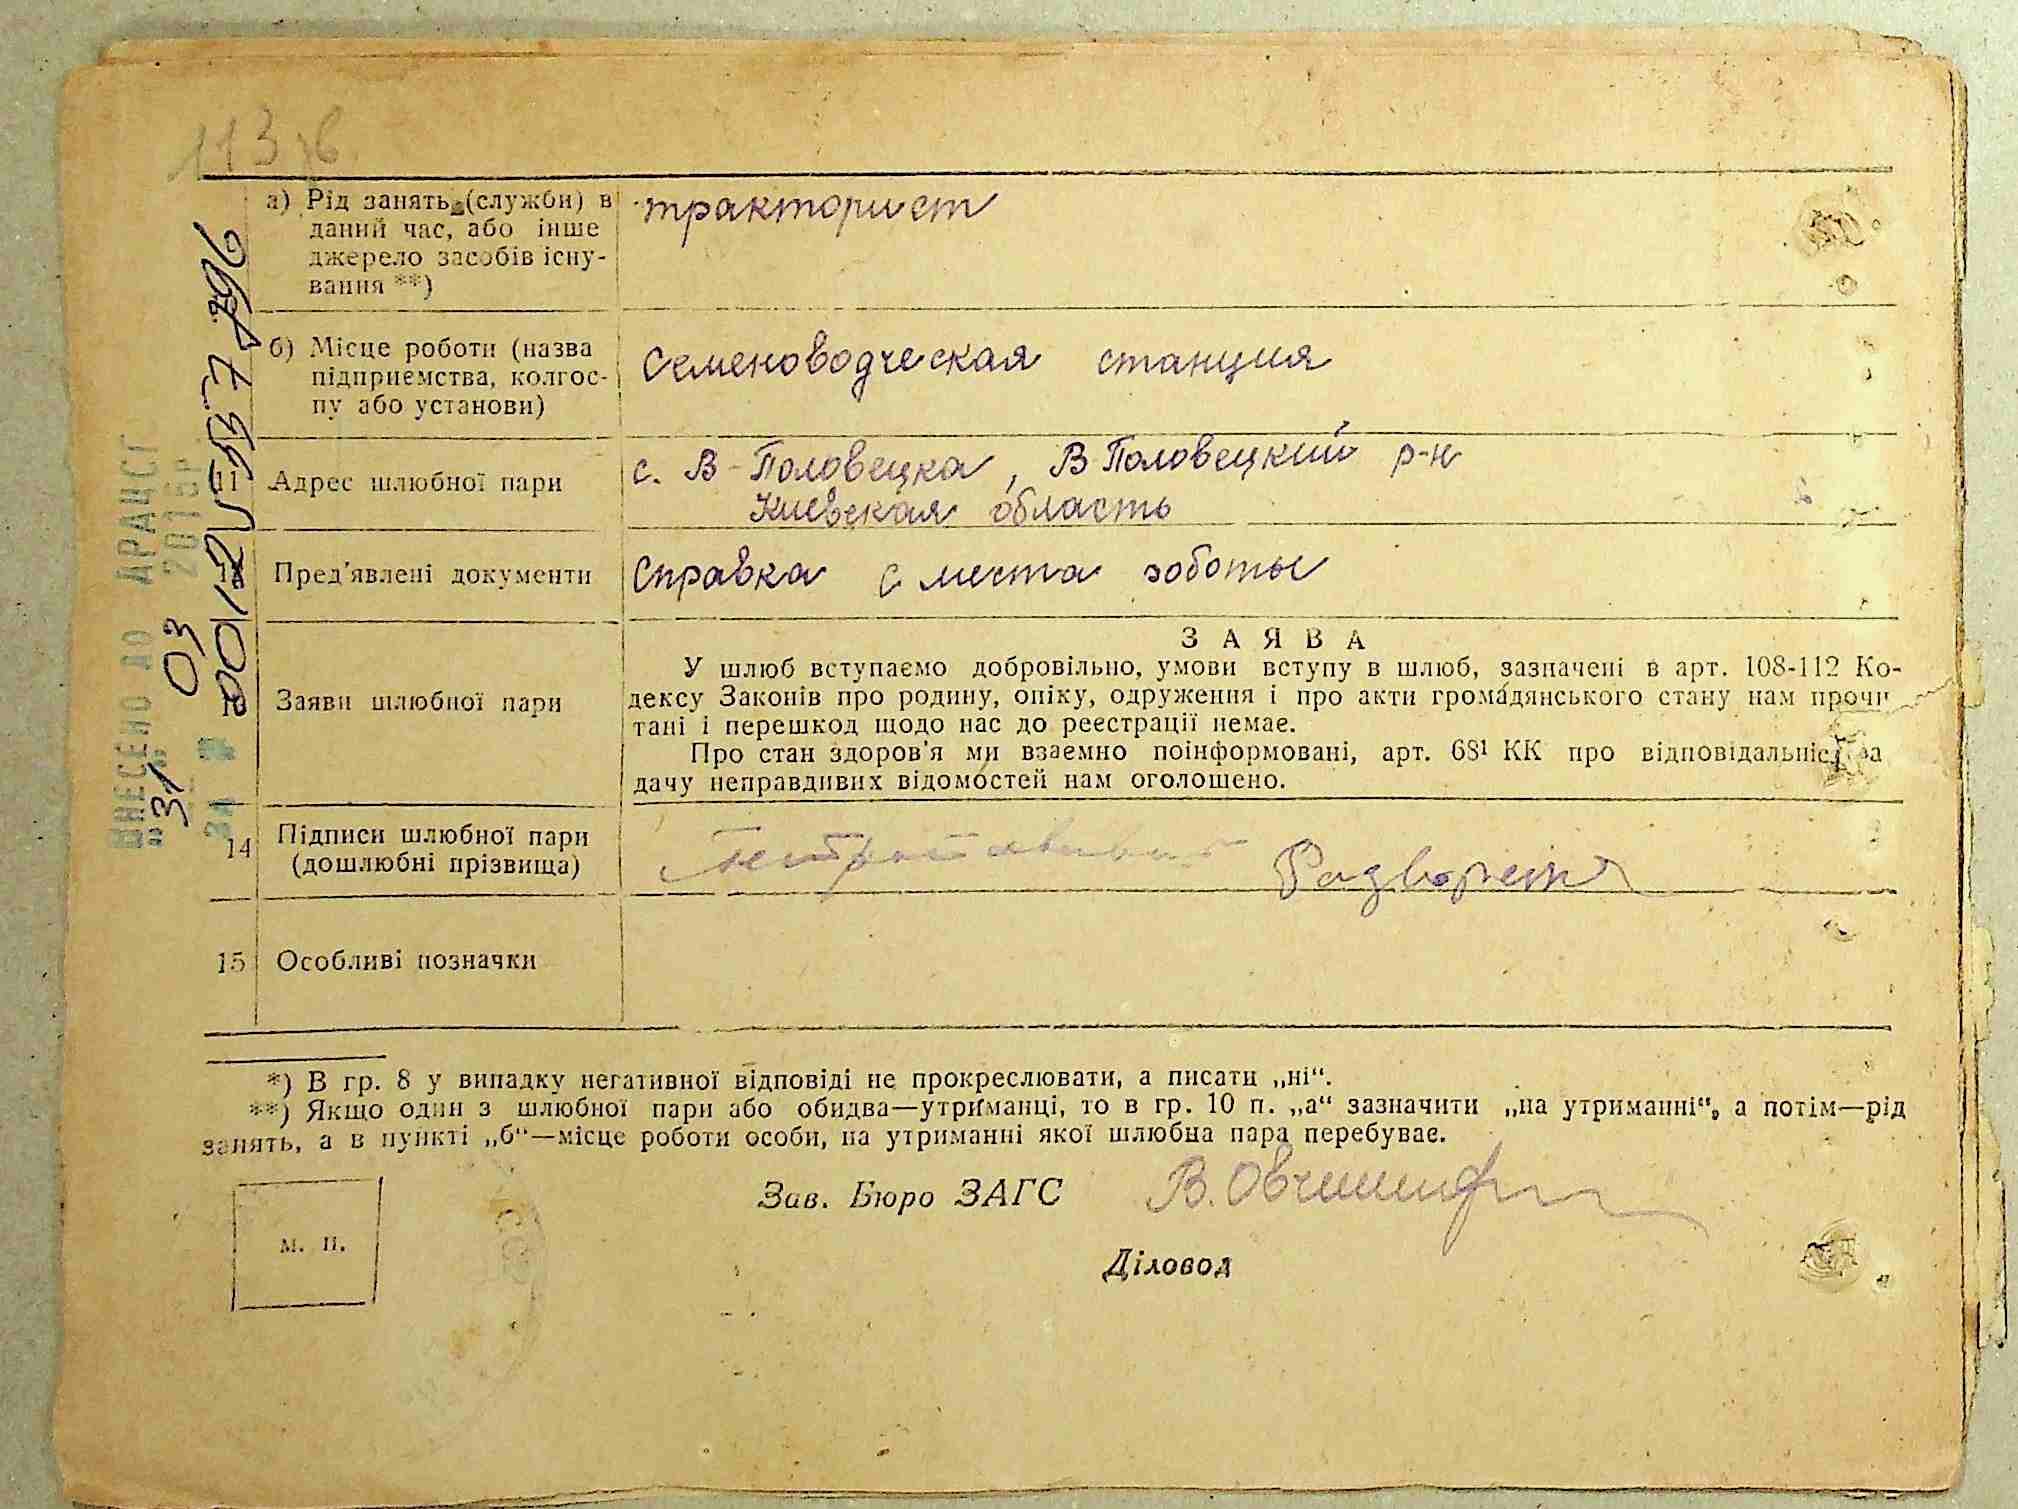 113 зв
а) Рід занять (служби) в
даний час, або інше
джерело засобів існу-
вання **)
тракторист
б) Місце роботи (назва
підприємства, колгос-
пу або установи)
Семеноводческая станция
11 Адрес шлюбної пари
с. В-Половецка, В Половецкий р-н
Киевская область
Пред'явлені документи
Справка с места роботы
Заяви шлюбної пари
ЗАЯВА
У шлюб вступаємо добровільно, умови вступу в шлюб, зазначені в арт. 108-112 Ко-
дексу Законів про родину, опіку, одруження і про акти громадянського стану нам прочи
тані і перешкод щодо нас до реєстрації немає.
Про стан здоров'я ми взаємно поінформовані, арт. 68¹ КК про відповідальніс за
дачу неправдивих відомостей нам оголошено.
14 Підписи шлюбної пари
(дошлюбні прізвища)
15 Особливі позначки
*) В гр. 8 у випадку негативної відповіді не прокреслювати, а писати „ні“.
**) Якщо один з шлюбної пари або обидва—утриманці, то в гр. 10 п. „а“ зазначити „на утриманні“, а потім—рід
занять, а в пункті „б“—місце роботи особи, на утриманні якої шлюбна пара перебуває.
Зав. Бюро ЗАГС
Діловод
м. п.
ВНЕСЕНО ДО ДРАЦСГ
„31 03
за №